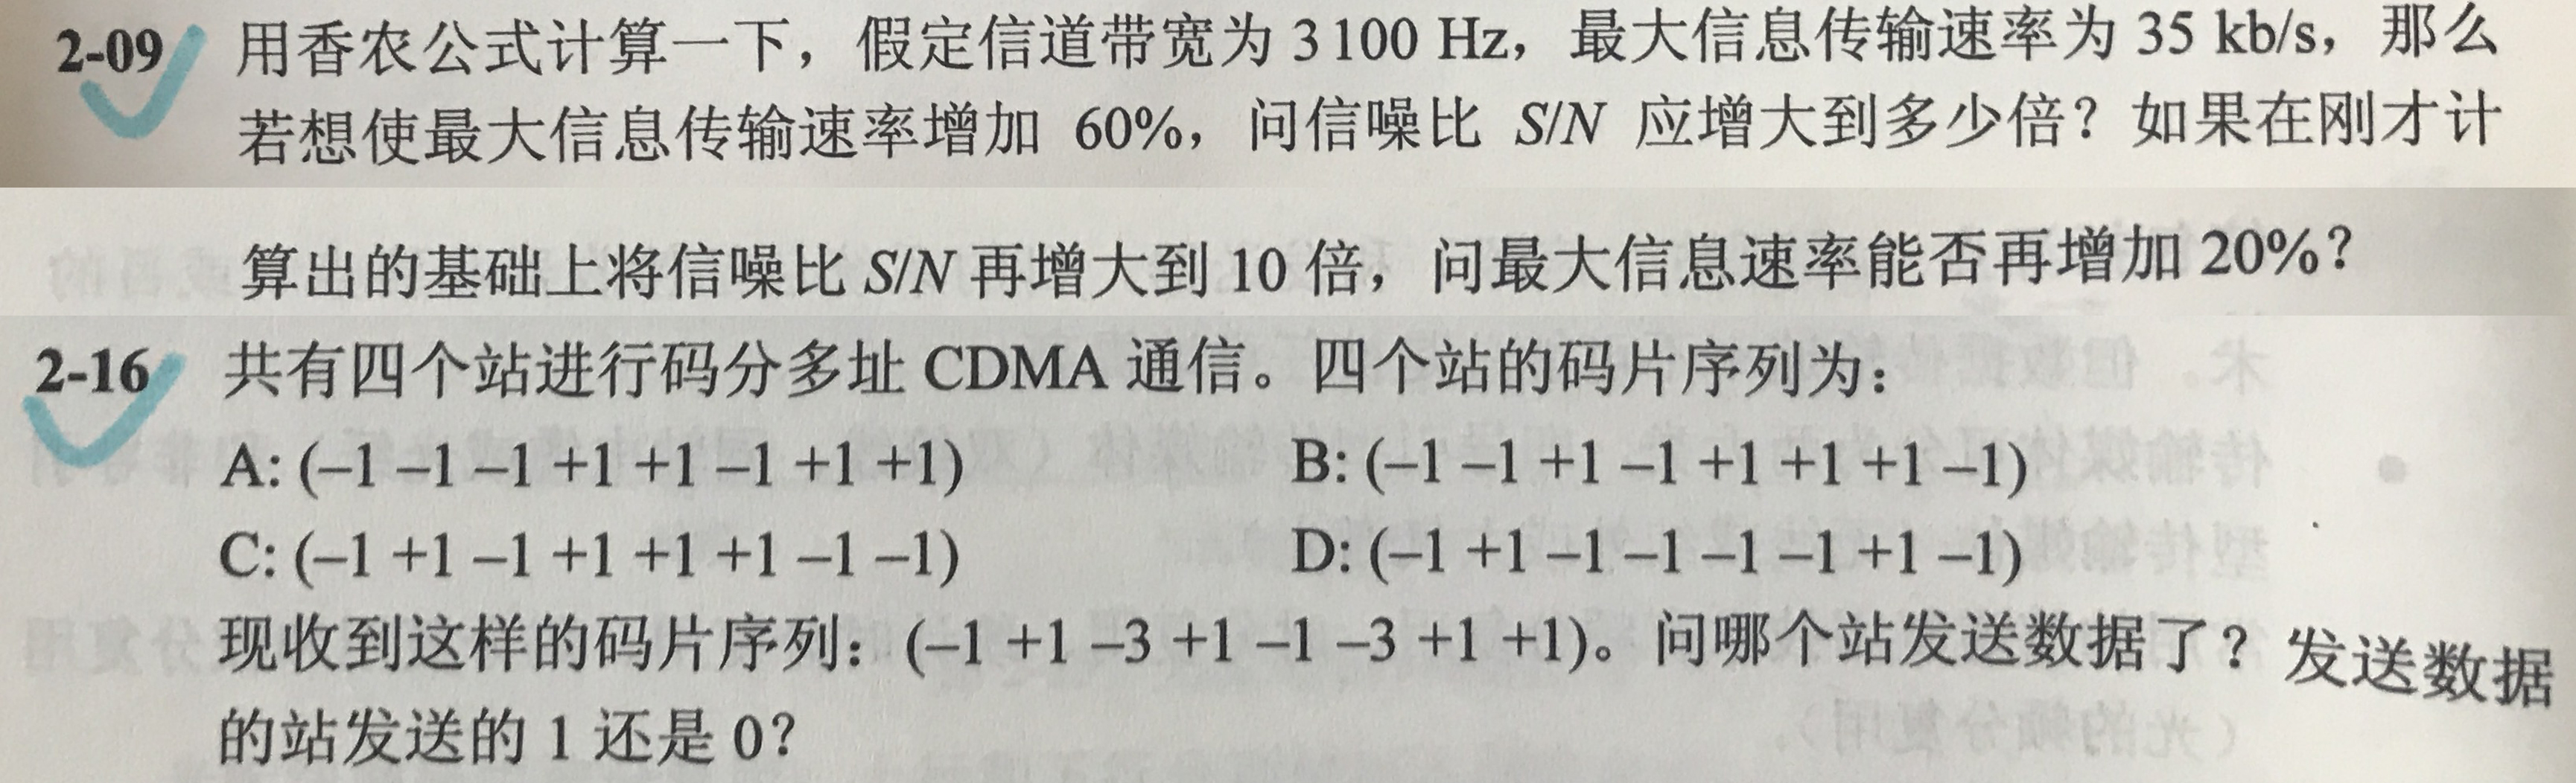 2-09 用香农公式计算一下，假定信道带宽为 3100 Hz，最大信息传输速率为 35 kb/s，那么
若想使最大信息传输速率增加 60%，问信噪比 S/N 应增大到多少倍？如果在刚才计
算出的基础上将信噪比 S/N 再增大到 10 倍，问最大信息速率能否再增加 20%？
2-16 共有四个站进行码分多址 CDMA 通信。四个站的码片序列为：
A: (–1 –1 –1 +1 +1 –1 +1 +1) B: (–1 –1 +1 –1 +1 +1 +1 –1)
C: (–1 +1 –1 +1 +1 +1 –1 –1) D: (–1 +1 –1 –1 –1 –1 +1 –1)
现收到这样的码片序列：(–1 +1 –3 +1 –1 –3 +1 +1)。问哪个站发送数据了？发送数据
的站发送的 1 还是 0？